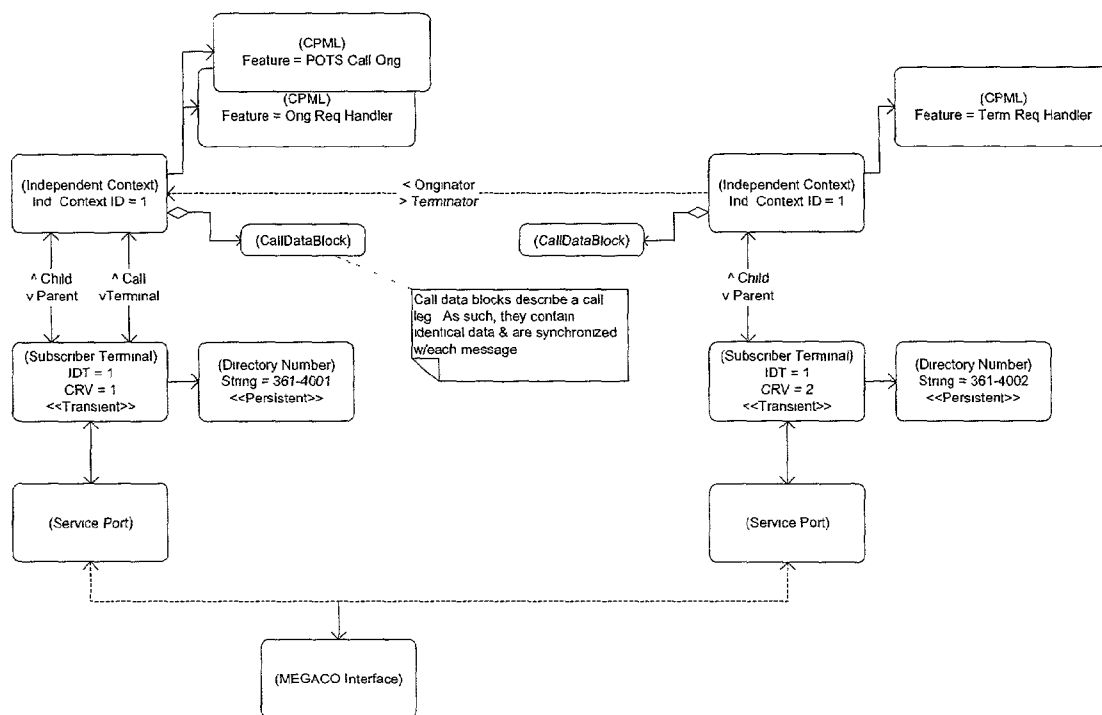 (CPML)
Feature = POTS Call Ong
(CPML)
Feature = Ong Req Handler
(CPML)
Feature = Term Req Handler
(Independent Context)
Ind Context ID = 1
< Originator
> Terminator
(Independent Context)
Ind Context ID = 1
(CallDataBlock)
(CallDataBlock)
^ Child
v Parent
^ Call
vTerminal
^ Child
v Parent
Call data blocks describe a call
leg As such, they contain
identical data & are synchronized
w/each message
(Subscriber Terminal)
IDT = 1
CRV = 1
<<Transient>>
(Directory Number)
String = 361-4001
<<Persistent>>
(Subscriber Terminal)
IDT = 1
CRV = 2
<<Transient>>
(Directory Number)
String = 361-4002
<<Persistent>>
(Service Port)
(Service Port)
(MEGACO Interface)